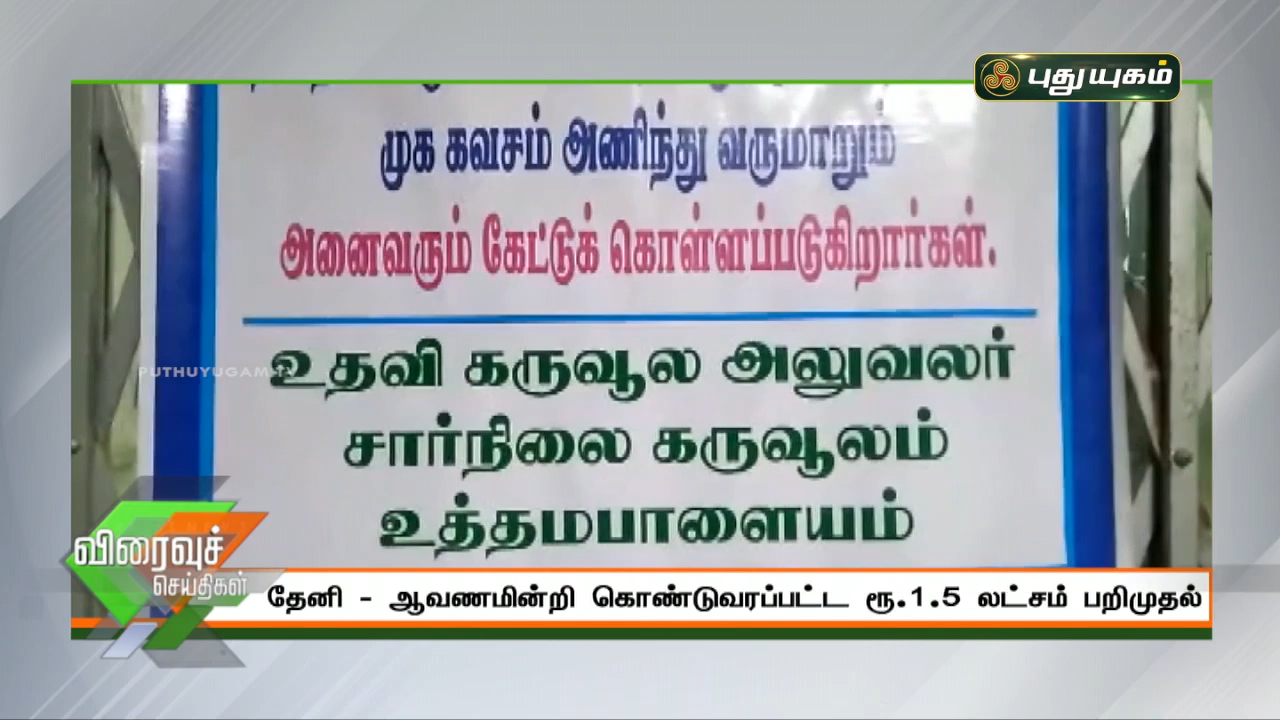 புதுயுகம்
முக கவசம் அணிந்து வருமாறும்
அனைவரும் கேட்டுக் கொள்ளப்படுகிறார்கள்.
உதவி கருவூல அலுவலர்
PUTHUYUGAM
சார்நிலை கருவூலம்
உத்தமபாளையம்
விரைவுச்
செய்திகள்
தேனி - ஆவணமின்றி கொண்டுவரப்பட்ட ரூ.1.5 லட்சம் பறிமுதல்